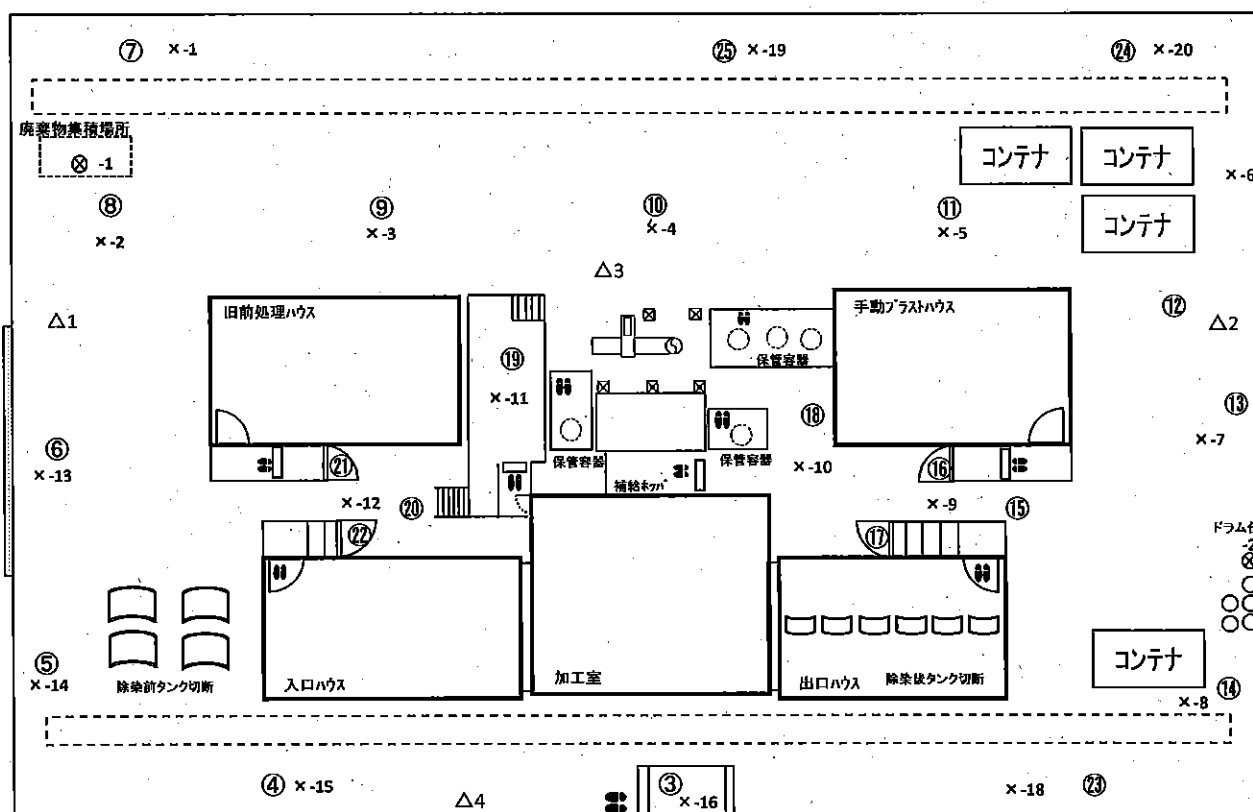 ⑦ ×-1
㉕ ×-19
㉔ ×-20
廃棄物集積場所
⊗ -1
コンテナ
コンテナ
×-6
⑧
×-2
⑨
×-3
⑩
×-4
⑪
×-5
コンテナ
△3
旧前処理ハウス
手動ブラストハウス
⑫
△1
△2
⑲
保管容器
×-11
⑱
⑬
×-7
⑥
×-13
㉑
保管容器
保管容器
×-10
⑯
補給ホッパ
×-12
⑳
×-9
⑮
㉒
⑰
ドラム缶
-2
⊗
⑤
×-14
除染前タンク切断
入口ハウス
加工室
出口ハウス
除染後タンク切断
コンテナ
⑭
×-8
④ ×-15
△4
③
×-16
×-18
㉓